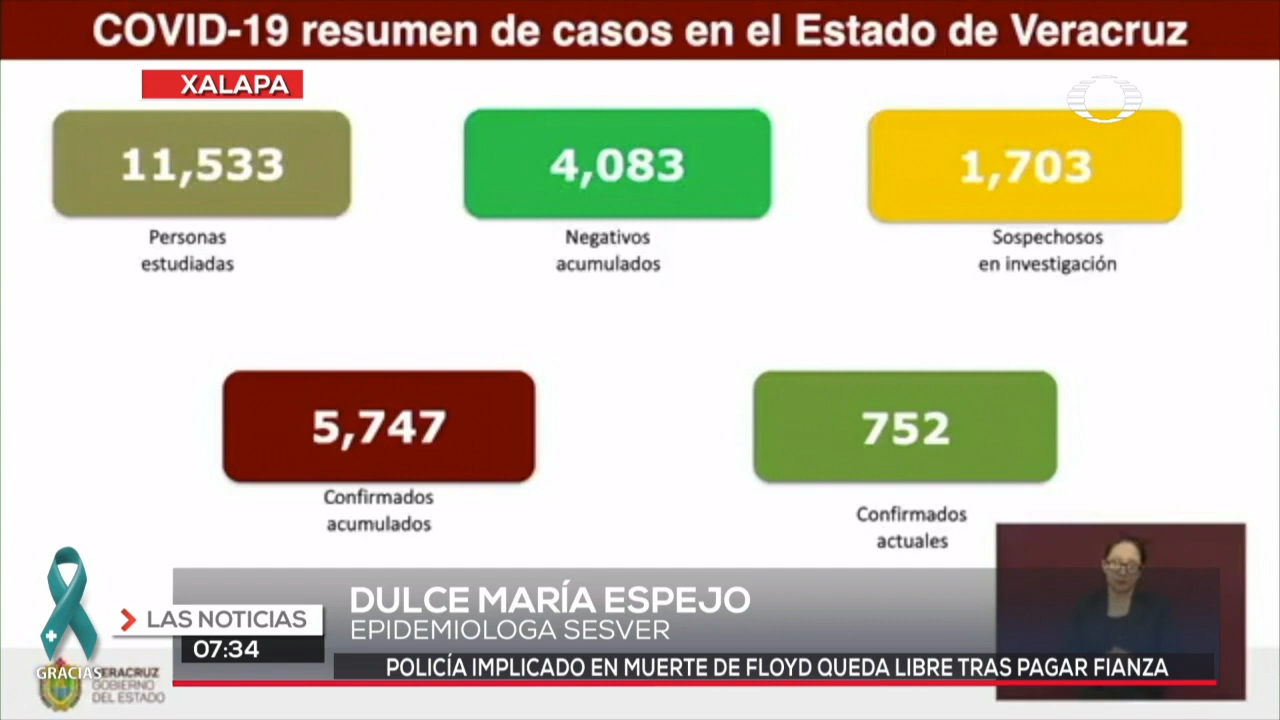 COVID-19 resumen de casos en el Estado de Veracruz
XALAPA
11,533
Personas
estudiadas
4,083
Negativos
acumulados
1,703
Sospechosos
en investigación
5,747
Confirmados
acumulados
752
Confirmados
actuales
DULCE MARÍA ESPEJO
EPIDEMIOLOGA SESVER
LAS NOTICIAS
07:34
POLICÍA IMPLICADO EN MUERTE DE FLOYD QUEDA LIBRE TRAS PAGAR FIANZA
GRACIAS
VERACRUZ
GOBIERNO
DEL ESTADO